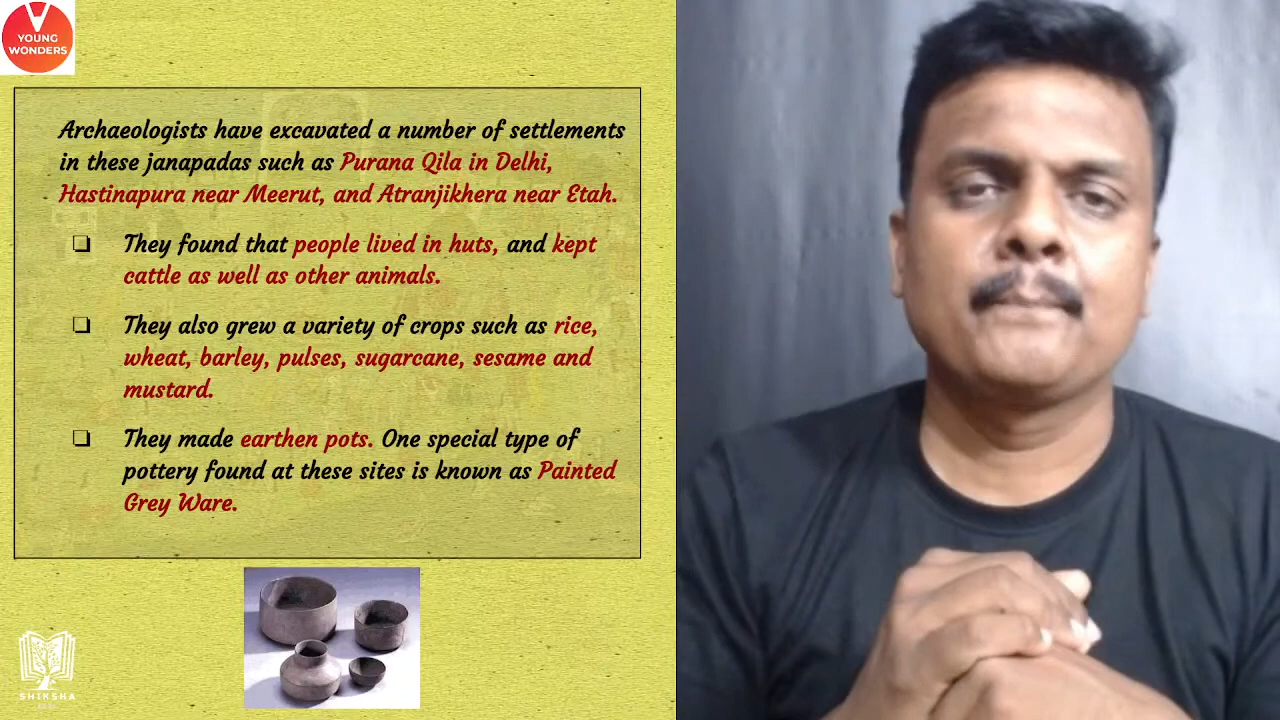 YOUNG
WONDERS
Archaeologists have excavated a number of settlements
in these janapadas such as Purana Qila in Delhi,
Hastinapura near Meerut, and Atranjikhera near Etah.
❑ They found that people lived in huts, and kept
cattle as well as other animals.
❑ They also grew a variety of crops such as rice,
wheat, barley, pulses, sugarcane, sesame and
mustard.
❑ They made earthen pots. One special type of
pottery found at these sites is known as Painted
Grey Ware.
SHIKSHA